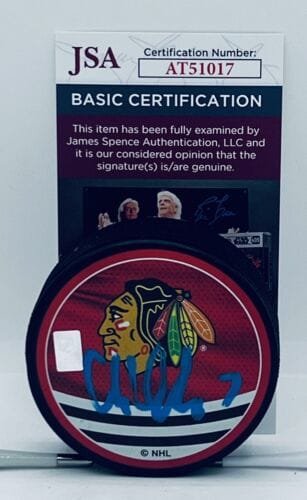 JSA
Certification Number:
AT51017
BASIC CERTIFICATION
This item has been fully examined by
James Spence Authentication, LLC and
it is our considered opinion that the
signature(s) is/are genuine.
© NHL